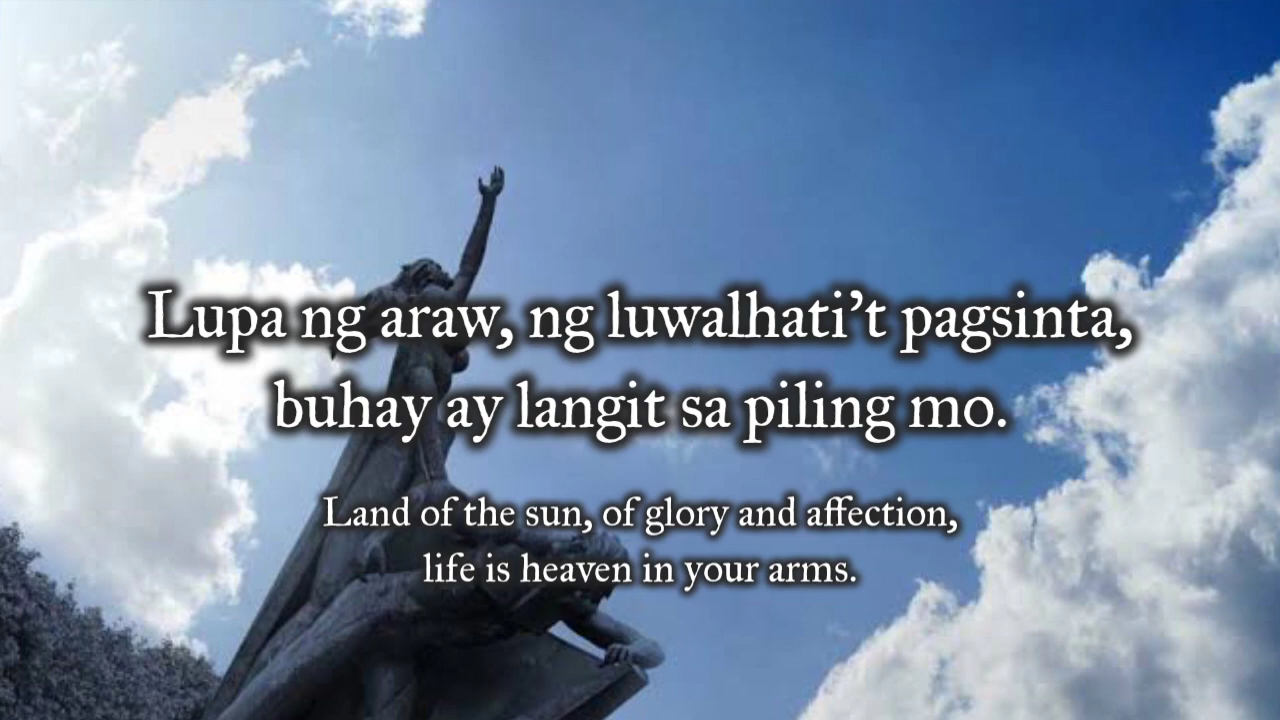 Lupa ng araw, ng luwalhati’t pagsinta,
buhay ay langit sa piling mo.
Land of the sun, of glory and affection,
life is heaven in your arms.